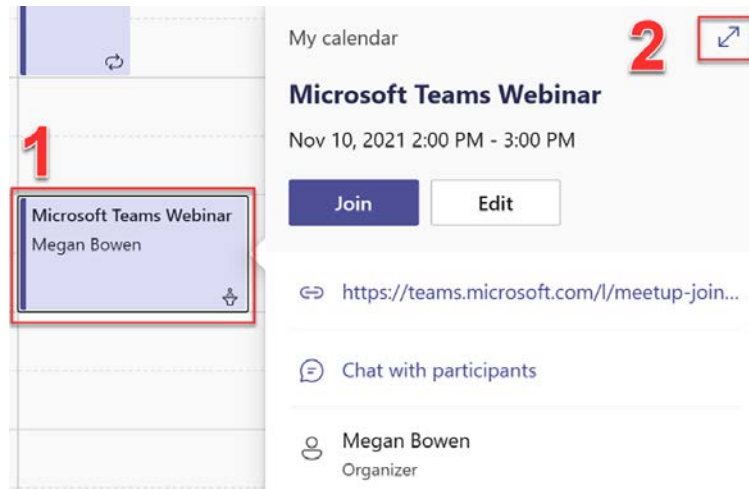 My calendar
2
Microsoft Teams Webinar
Nov 10, 2021 2:00 PM - 3:00 PM
1
Join
Edit
Microsoft Teams Webinar
Megan Bowen
https://teams.microsoft.com/l/meetup-join...
Chat with participants
Megan Bowen
Organizer